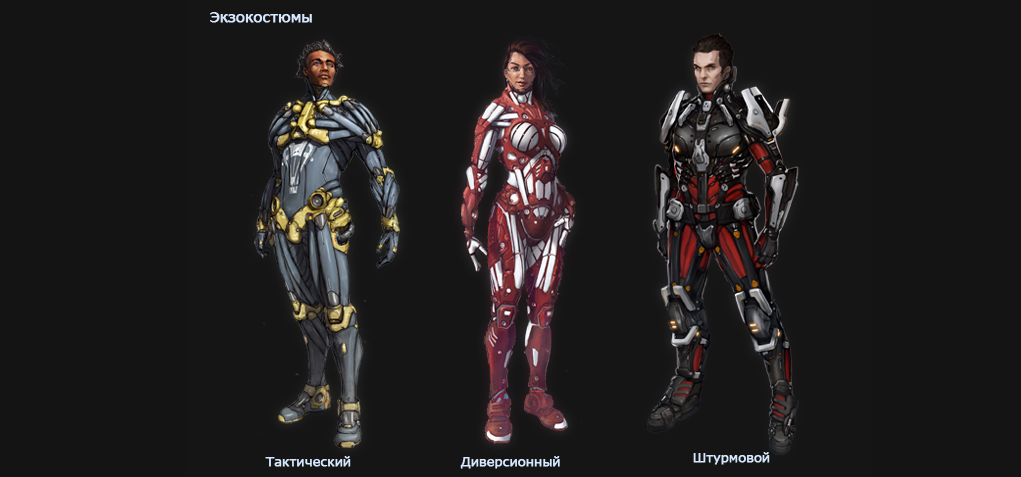 Экзокостюмы
Тактический
Диверсионный
Штурмовой